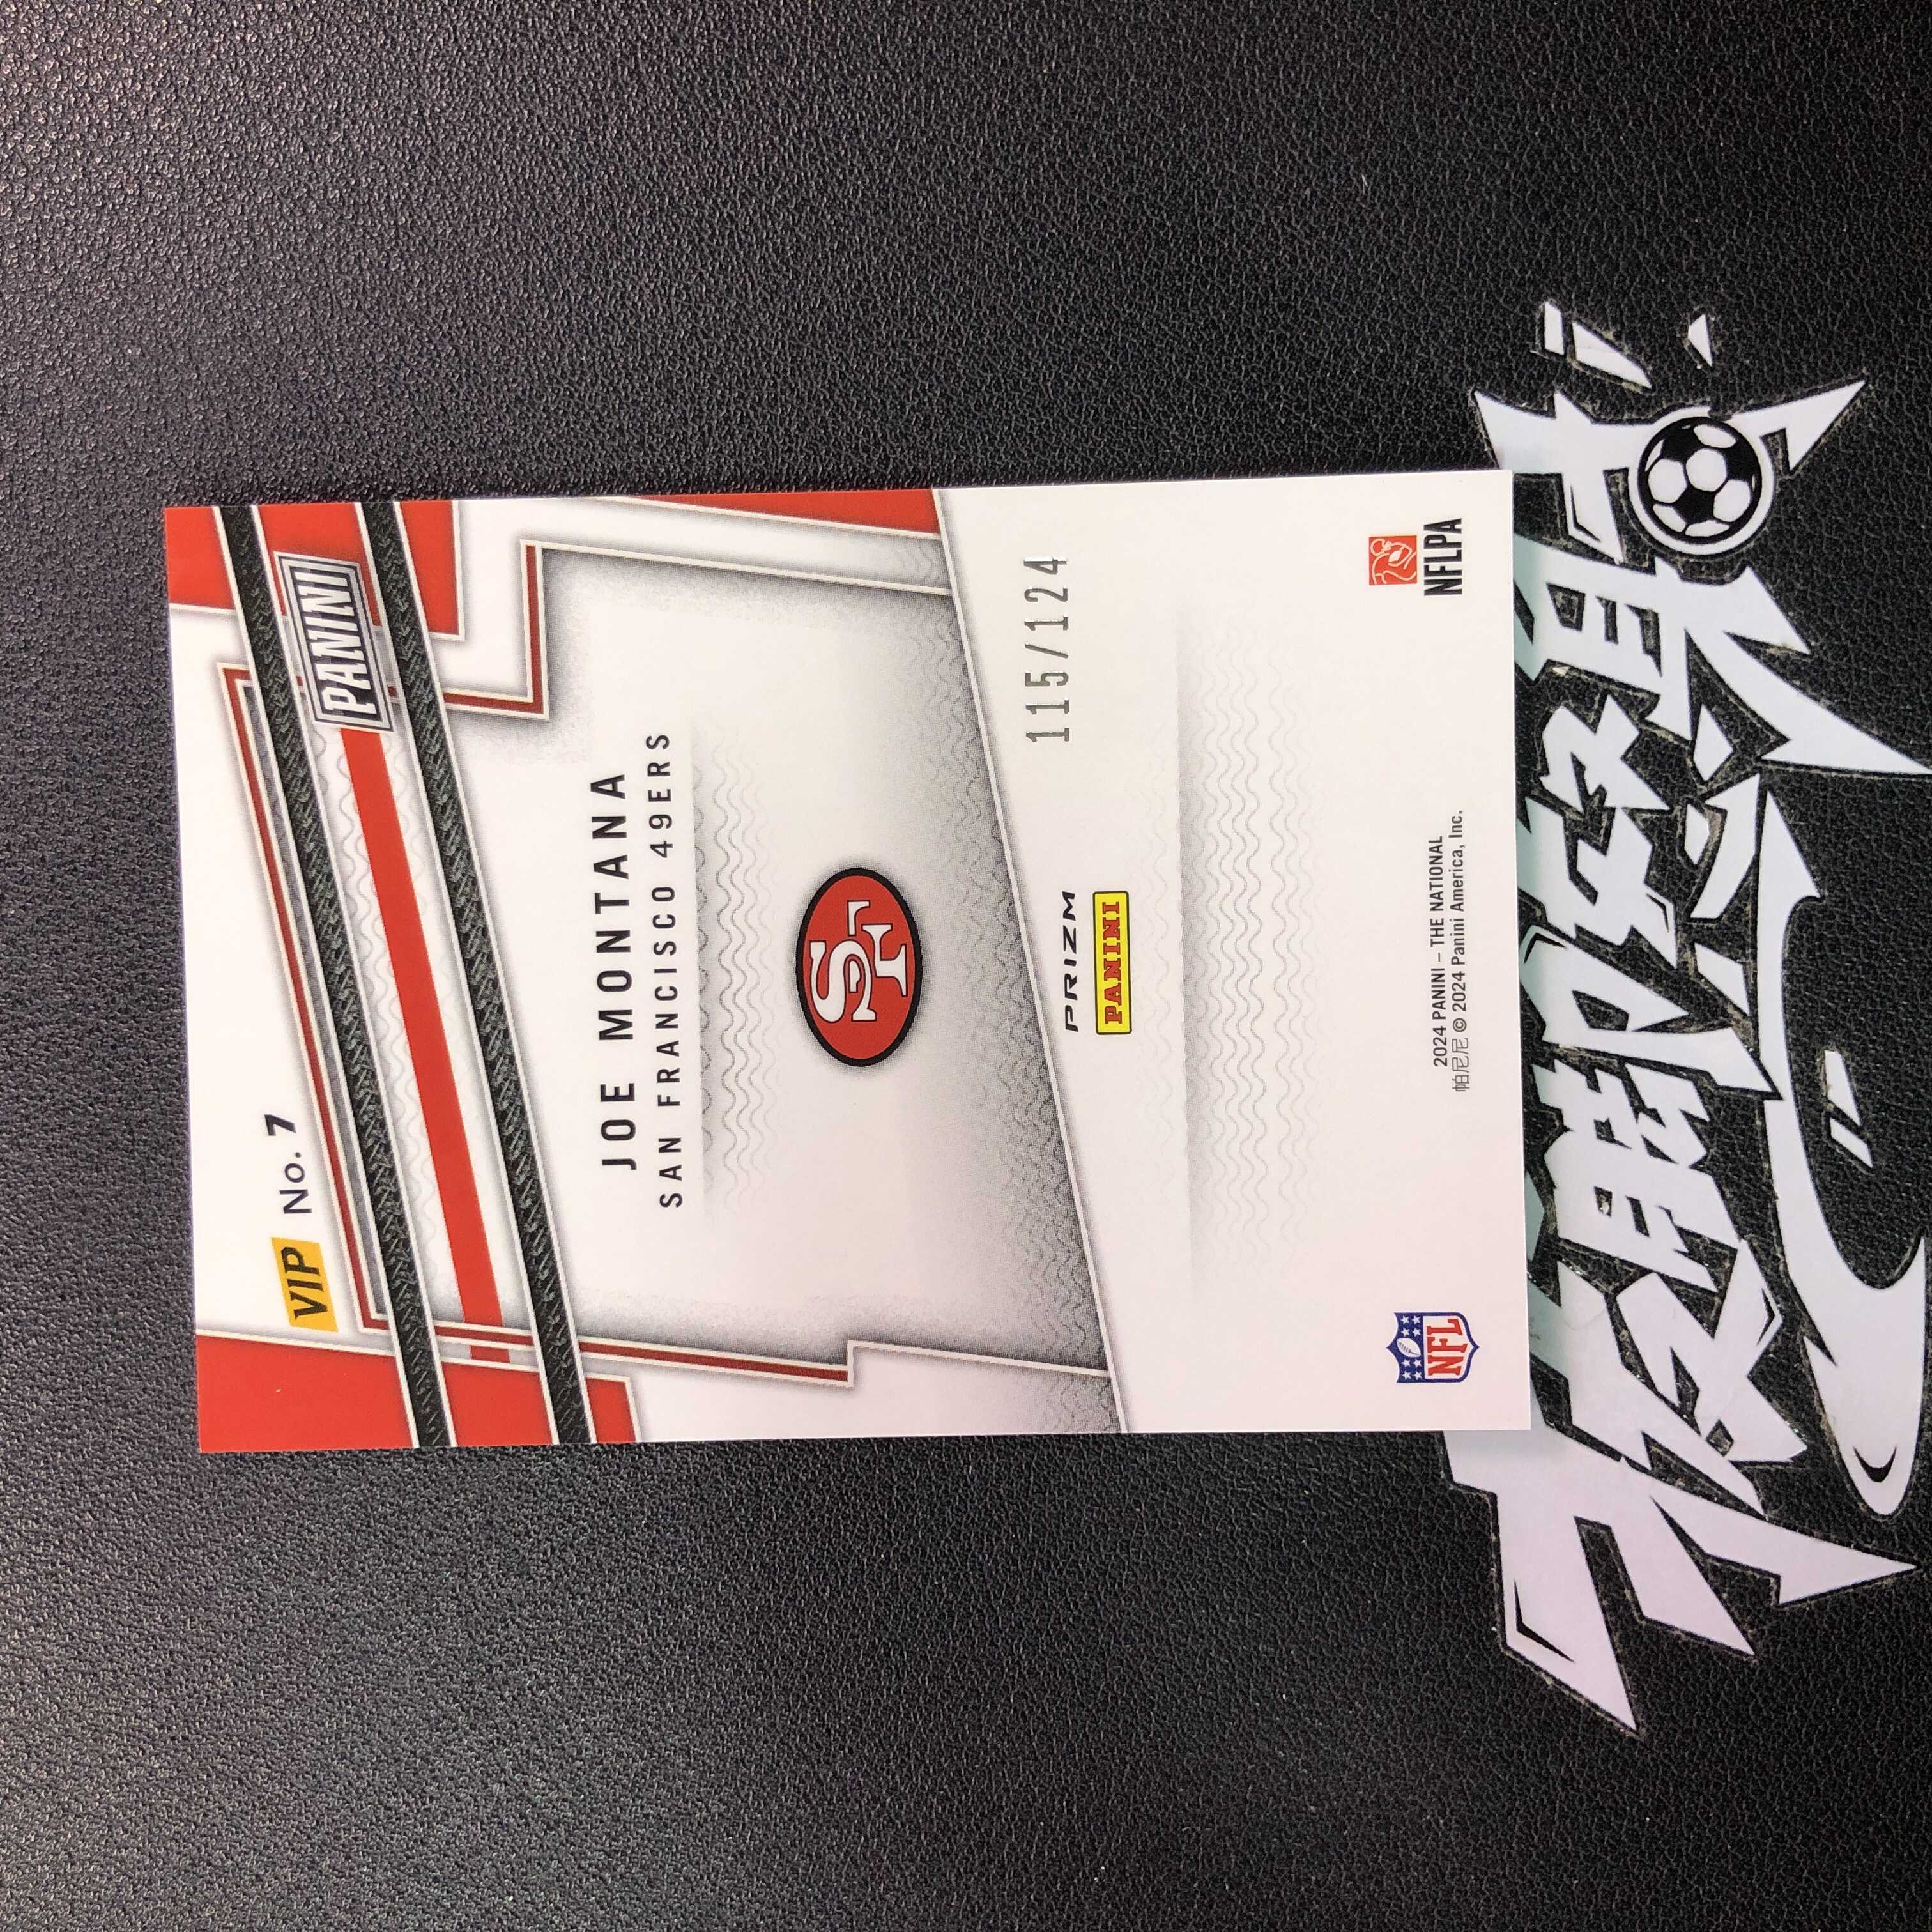 VIP No. 7
PANINI
JOE MONTANA
SAN FRANCISCO 49ERS
SF
115/124
PRIZM
PANINI
NFL
2024 PANINI – THE NATIONAL
帕尼尼 © 2024 Panini America, Inc.
NFLPA